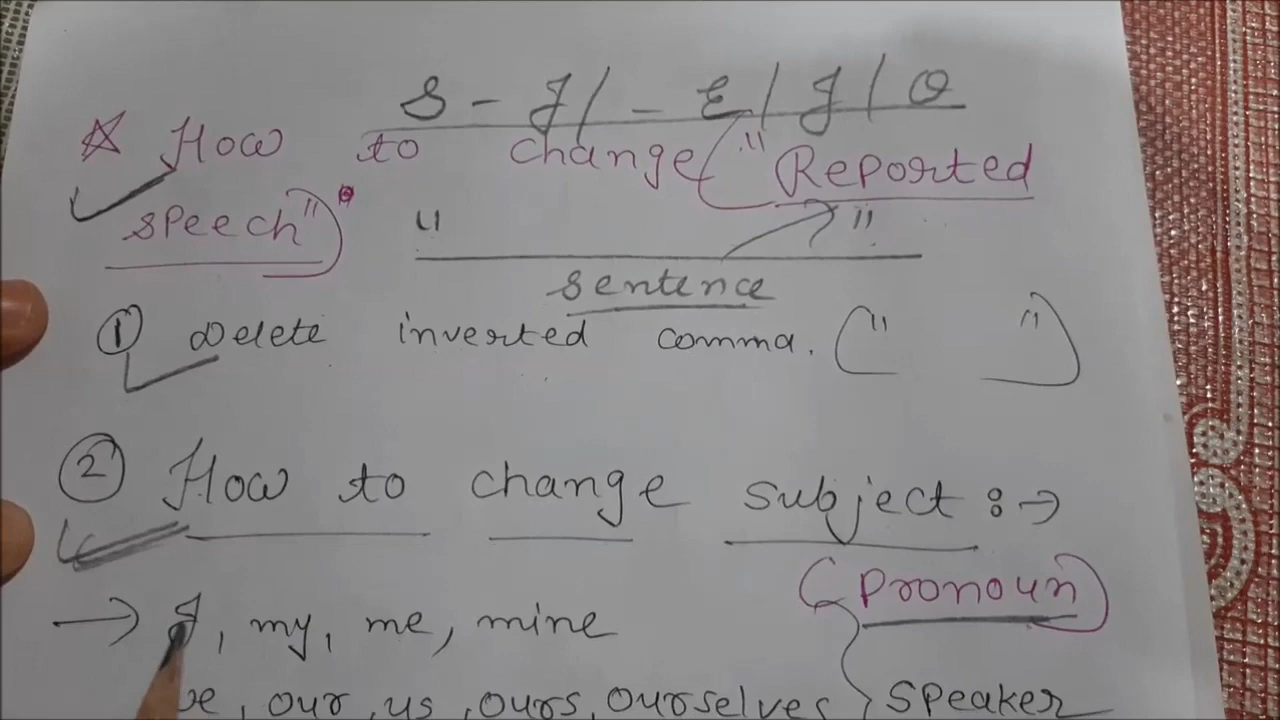 S - I / - E / I / O
☆ How to change ( "Reported
speech")
" "
sentence
① Delete inverted comma. (" ")
② How to change subject :→
(Pronoun)
→ I, my, me, mine
our, us, ours, ourselves } speaker